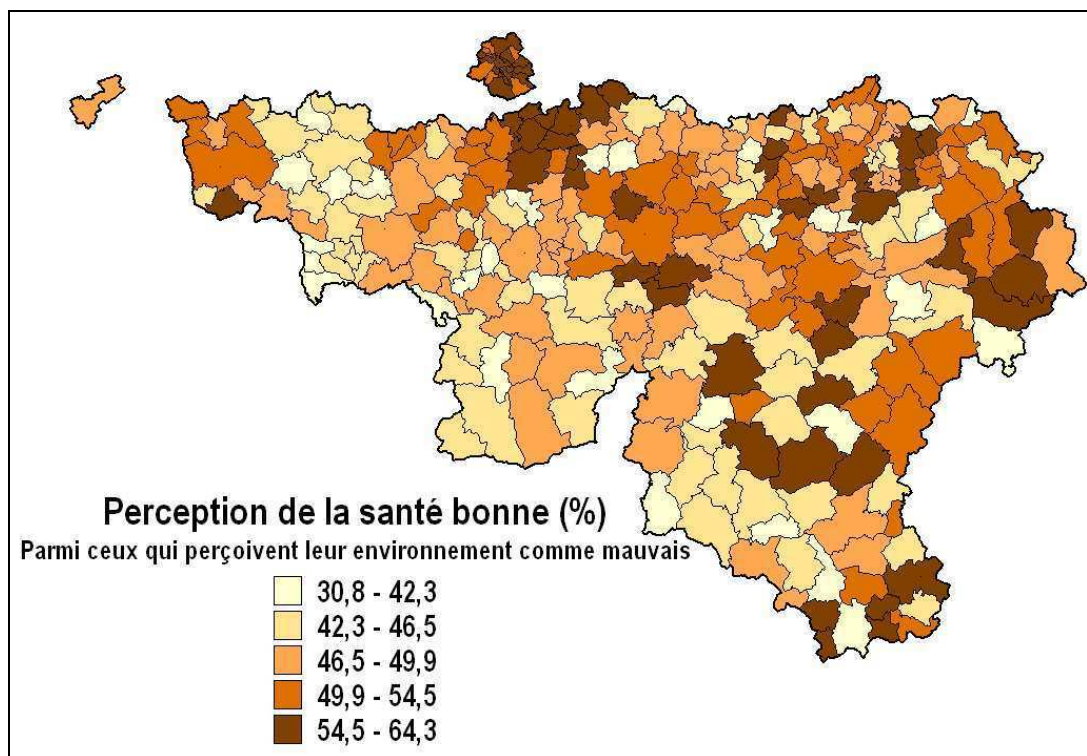 Perception de la santé bonne (%)
Parmi ceux qui perçoivent leur environnement comme mauvais
30,8 - 42,3
42,3 - 46,5
46,5 - 49,9
49,9 - 54,5
54,5 - 64,3